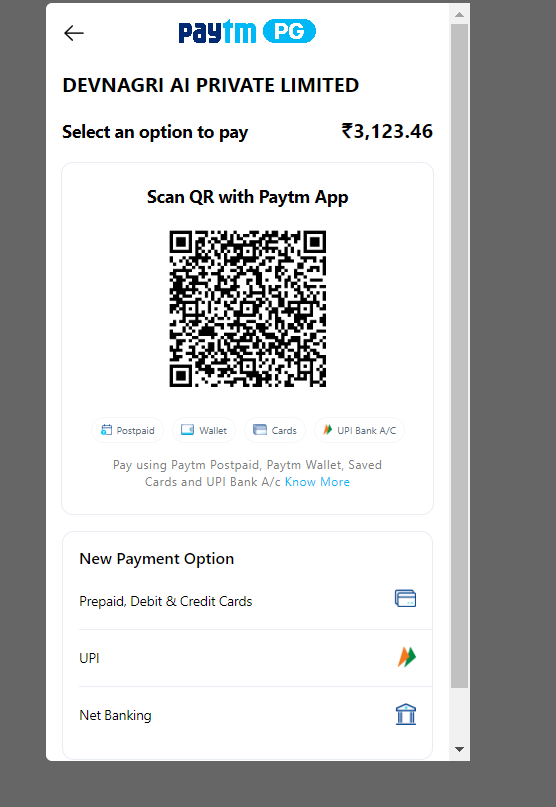 paytm PG
DEVNAGRI AI PRIVATE LIMITED
Select an option to pay
₹3,123.46
Scan QR with Paytm App
Postpaid
Wallet
Cards
UPI Bank A/C
Pay using Paytm Postpaid, Paytm Wallet, Saved
Cards and UPI Bank A/c Know More
New Payment Option
Prepaid, Debit & Credit Cards
UPI
Net Banking